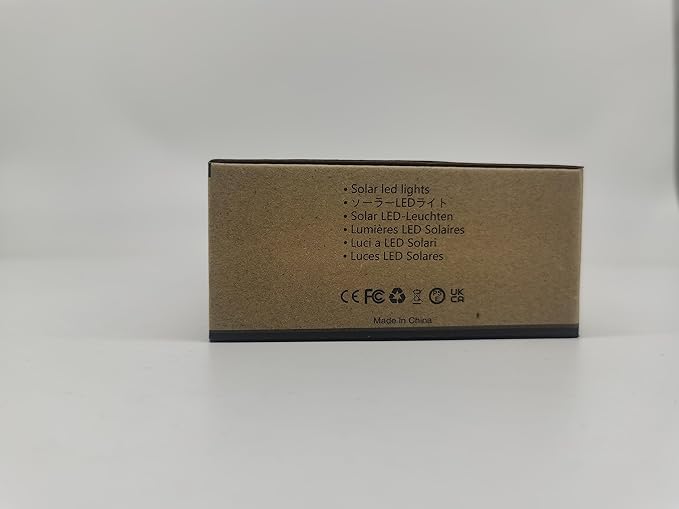 • Solar led lights
• ソーラーLEDライト
• Solar LED-Leuchten
• Lumières LED Solaires
• Luci a LED Solari
• Luces LED Solares
CE FC PSE UK CA
Made In China